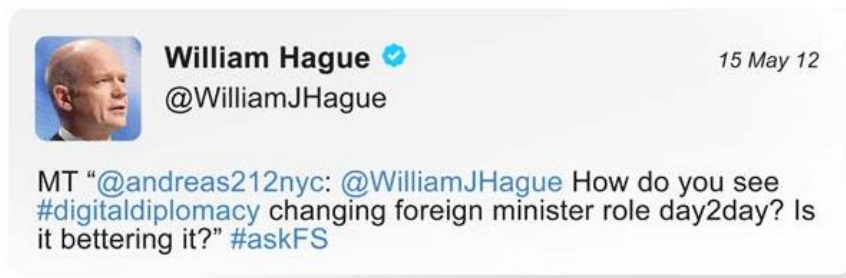 William Hague
15 May 12
@WilliamJHague
MT “@andreas212nyc: @WilliamJHague How do you see
#digitaldiplomacy changing foreign minister role day2day? Is
it bettering it?” #askFS